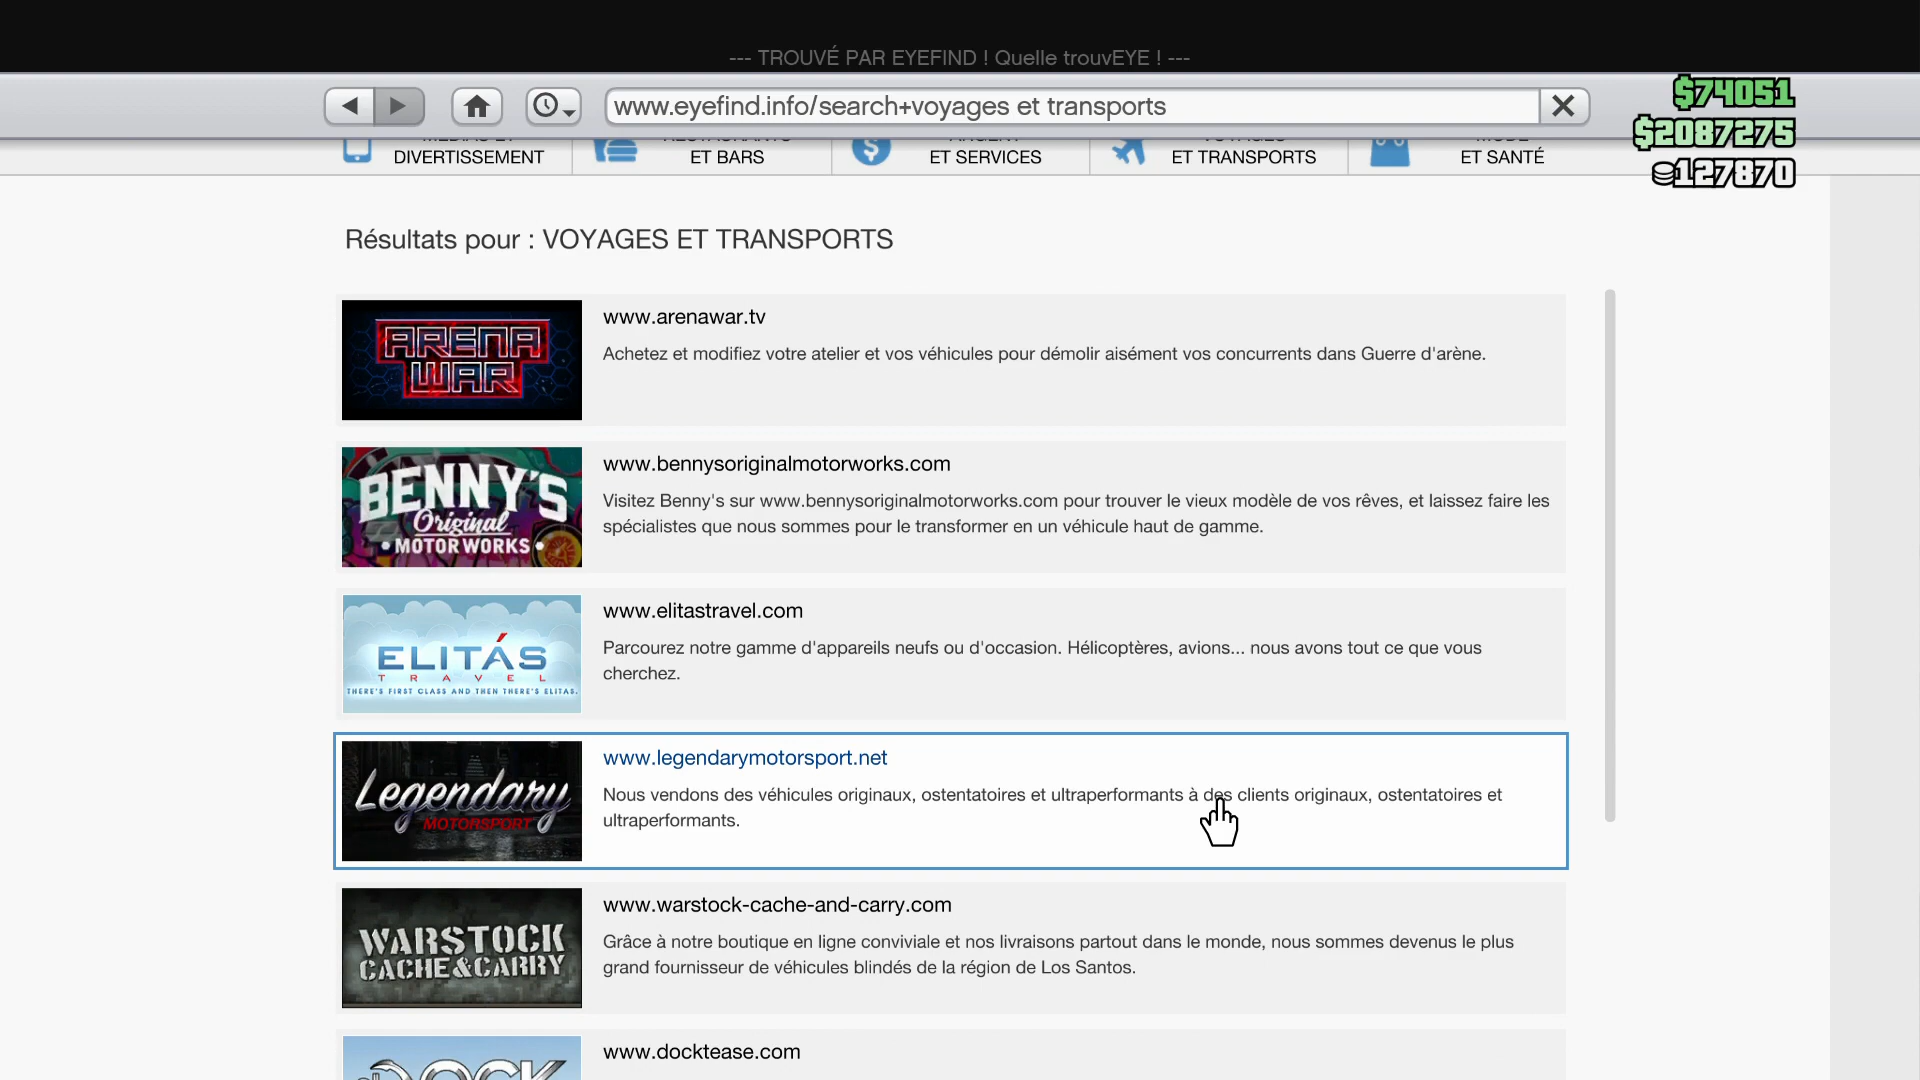 --- TROUVÉ PAR EYEFIND ! Quelle trouvEYE ! ---
www.eyefind.info/search+voyages et transports
$74051
$2087275
127870
MÉDIAS ET
DIVERTISSEMENT
RESTAURANTS
ET BARS
ARGENT
ET SERVICES
VOYAGES
ET TRANSPORTS
MODE
ET SANTÉ
Résultats pour : VOYAGES ET TRANSPORTS
ARENA
WAR
www.arenawar.tv
Achetez et modifiez votre atelier et vos véhicules pour démolir aisément vos concurrents dans Guerre d'arène.
BENNY'S
Original
MOTOR WORKS
www.bennysoriginalmotorworks.com
Visitez Benny's sur www.bennysoriginalmotorworks.com pour trouver le vieux modèle de vos rêves, et laissez faire les
spécialistes que nous sommes pour le transformer en un véhicule haut de gamme.
ELITÁS
TRAVEL
THERE'S FIRST CLASS AND THEN THERE'S ELITAS.
www.elitastravel.com
Parcourez notre gamme d'appareils neufs ou d'occasion. Hélicoptères, avions... nous avons tout ce que vous
cherchez.
Legendary
MOTORSPORT
www.legendarymotorsport.net
Nous vendons des véhicules originaux, ostentatoires et ultraperformants à des clients originaux, ostentatoires et
ultraperformants.
WARSTOCK
CACHE&CARRY
www.warstock-cache-and-carry.com
Grâce à notre boutique en ligne conviviale et nos livraisons partout dans le monde, nous sommes devenus le plus
grand fournisseur de véhicules blindés de la région de Los Santos.
DOCK
www.docktease.com